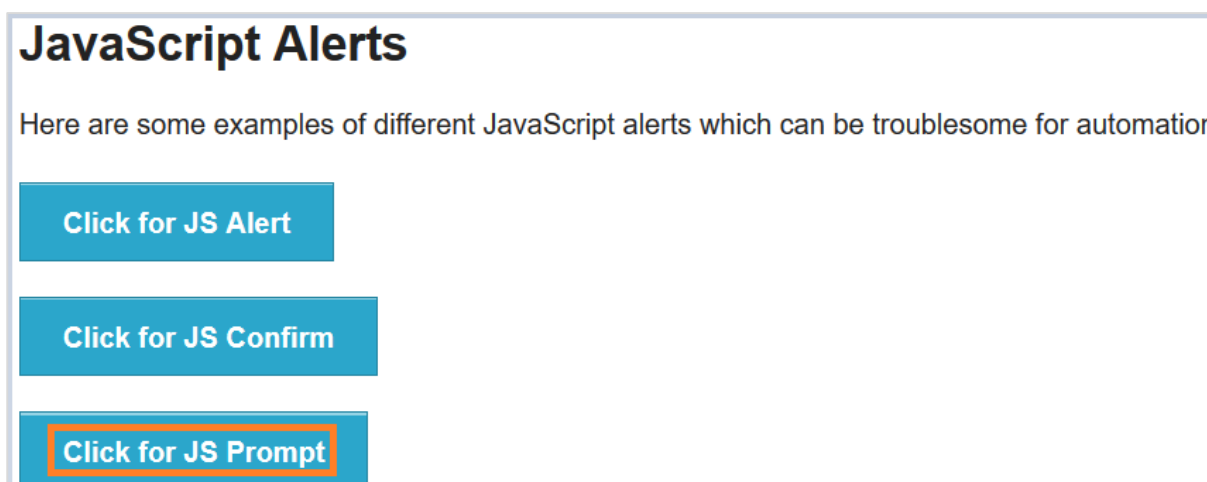 JavaScript Alerts
Here are some examples of different JavaScript alerts which can be troublesome for automation
Click for JS Alert
Click for JS Confirm
Click for JS Prompt